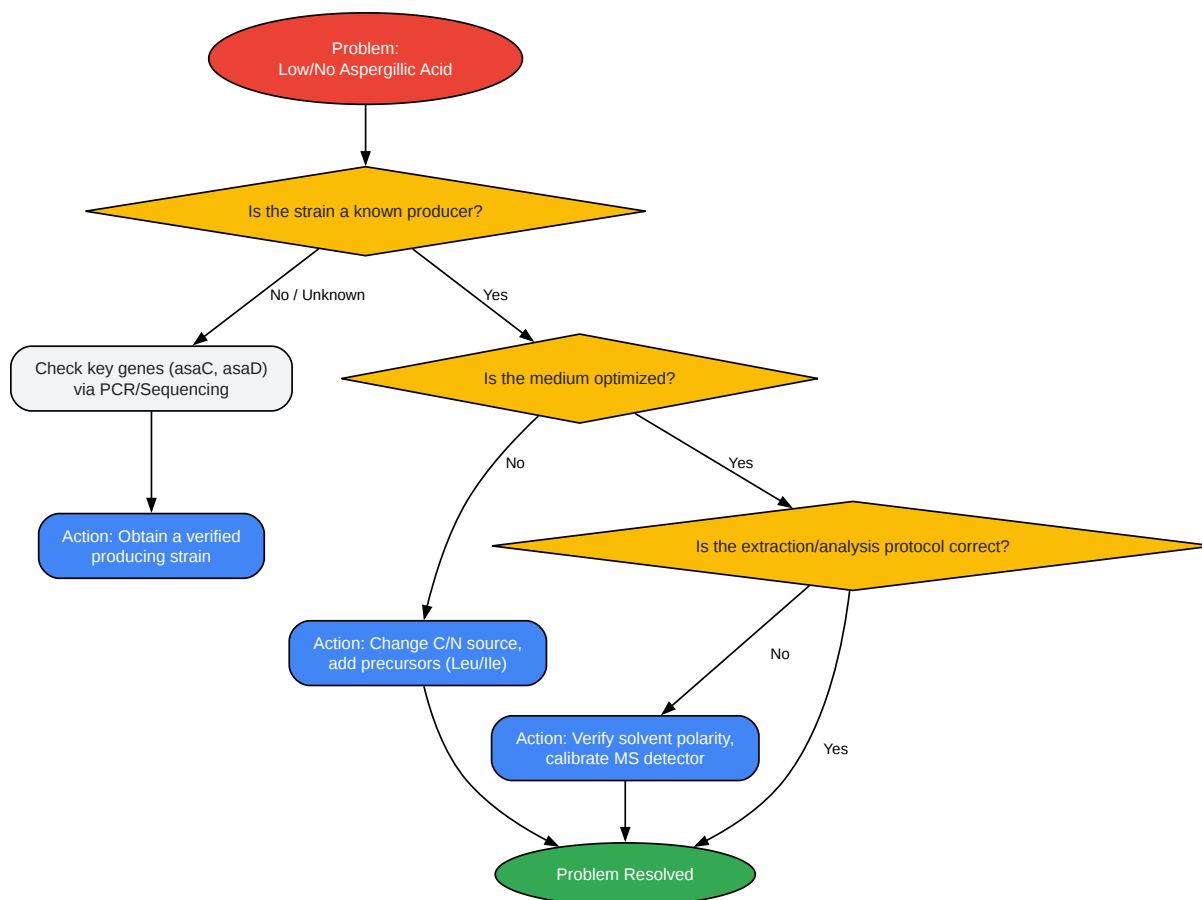 Problem:
Low/No Aspergillic Acid
Is the strain a known producer?
No / Unknown
Yes
Check key genes (asaC, asaD)
via PCR/Sequencing
Is the medium optimized?
No
Yes
Action: Obtain a verified
producing strain
Is the extraction/analysis protocol correct?
Action: Change C/N source,
add precursors (Leu/Ile)
No
Action: Verify solvent polarity,
calibrate MS detector
Yes
Problem Resolved